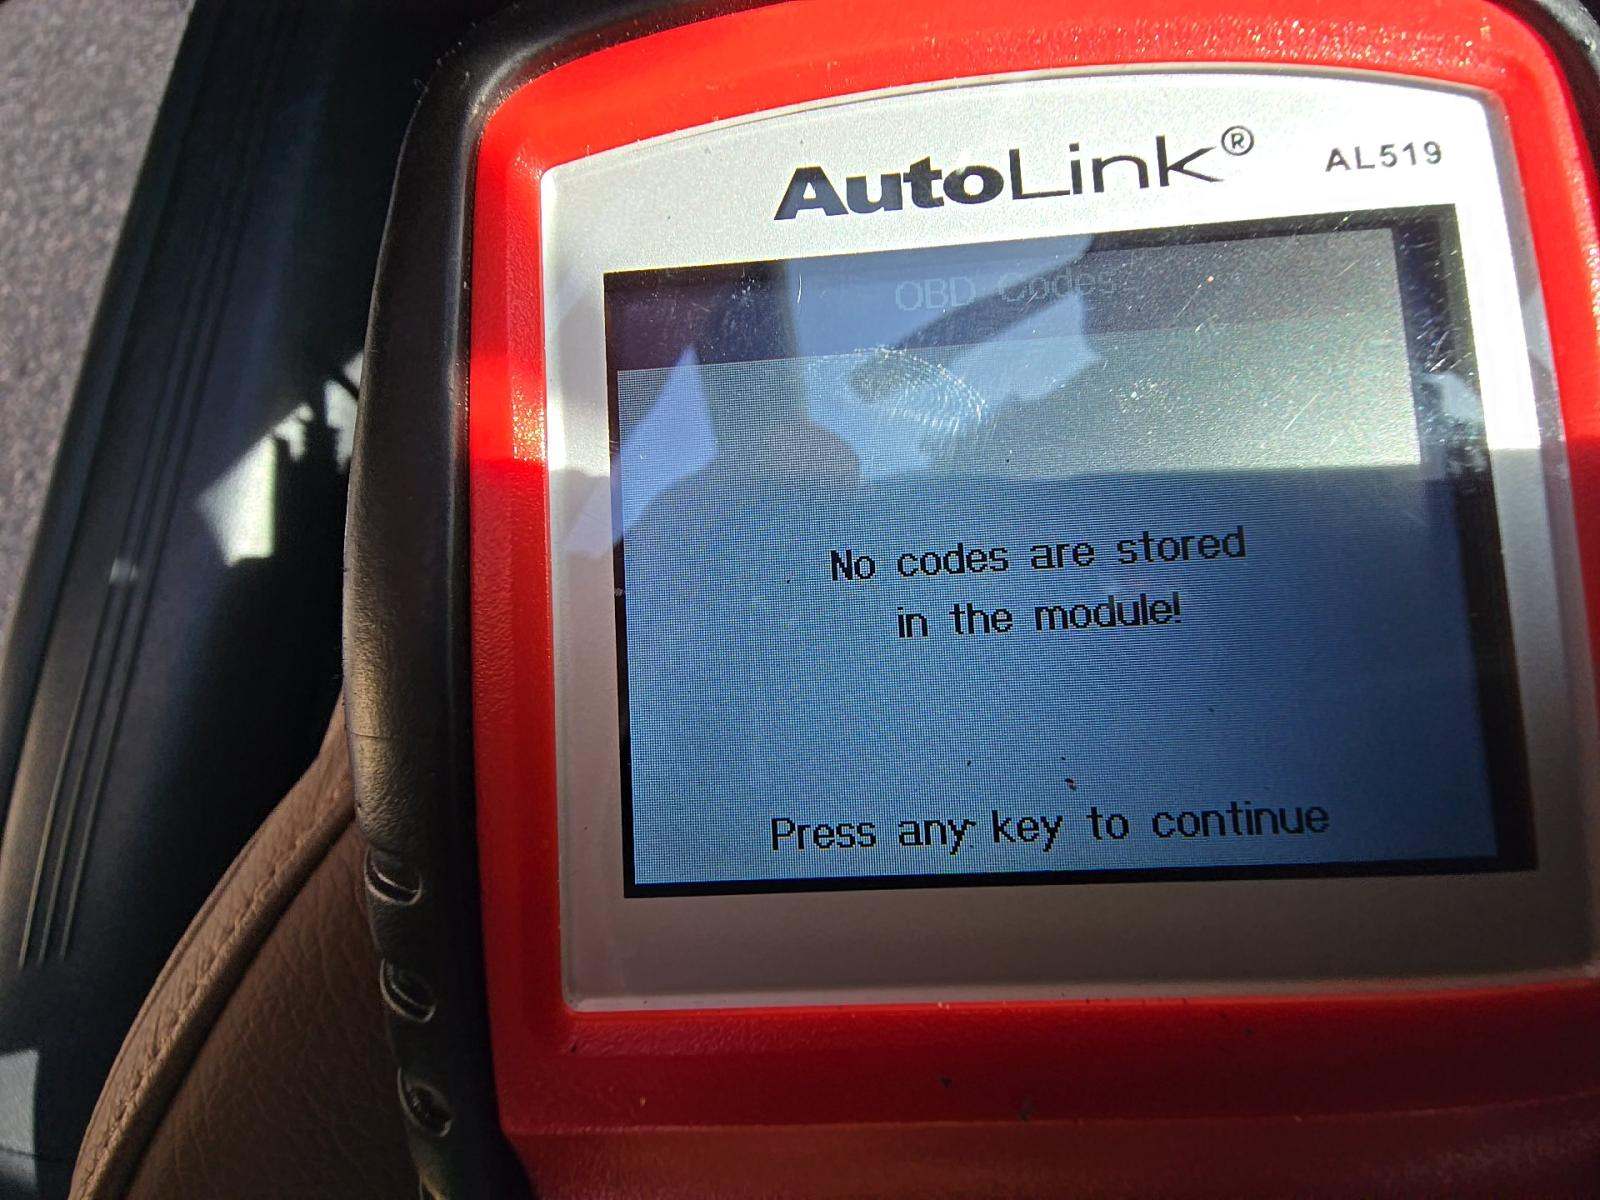 AutoLink® AL519
OBD Codes
No codes are stored
in the module!
Press any key to continue